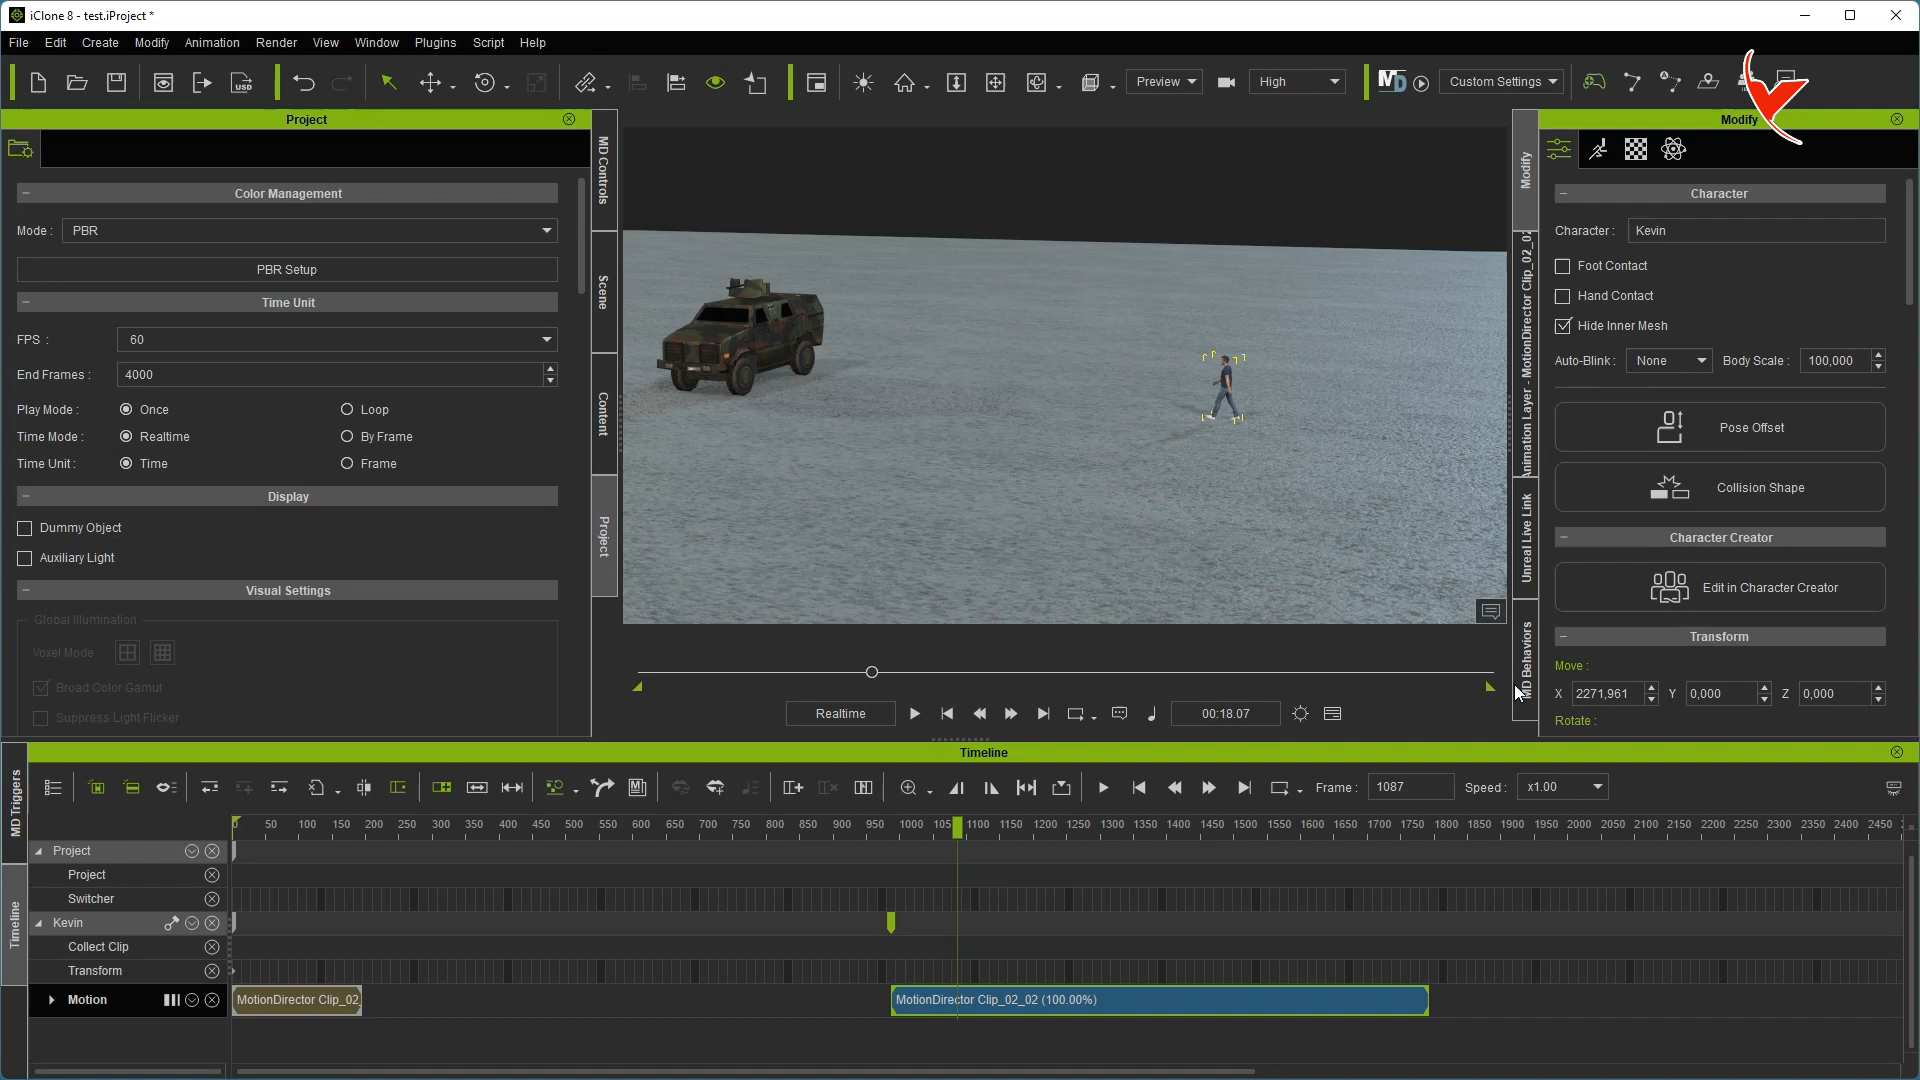 iClone 8 - test.iProject *
File Edit Create Modify Animation Render View Window Plugins Script Help
USD
Preview
High
MD
Custom Settings
Project
Color Management
Mode : PBR
PBR Setup
Time Unit
FPS : 60
End Frames : 4000
Play Mode : Once Loop
Time Mode : Realtime By Frame
Time Unit : Time Frame
Display
Dummy Object
Auxiliary Light
Visual Settings
Global Illumination
Voxel Mode :
Broad Color Gamut
Suppress Light Flicker
MD Controls
Scene
Content
Project
Modify
Animation Layer - MotionDirector Clip_02_02
Unreal Live Link
MD Behaviors
Modify
Character
Character : Kevin
Foot Contact
Hand Contact
Hide Inner Mesh
Auto-Blink : None Body Scale : 100,000
Pose Offset
Collision Shape
Character Creator
Edit in Character Creator
Transform
Move :
X 2271,961 Y 0,000 Z 0,000
Rotate :
Realtime 00:18.07
Timeline
MD Triggers
Timeline
Frame : 1087 Speed : x1.00
0 50 100 150 200 250 300 350 400 450 500 550 600 650 700 750 800 850 900 950 1000 105 1100 1150 1200 1250 1300 1350 1400 1450 1500 1550 1600 1650 1700 1750 1800 1850 1900 1950 2000 2050 2100 2150 2200 2250 2300 2350 2400 2450
Project
Project
Switcher
Kevin
Collect Clip
Transform
Motion MotionDirector Clip_02_ MotionDirector Clip_02_02 (100.00%)